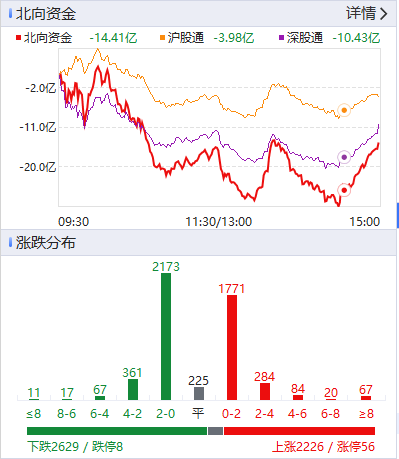 北向资金 详情
北向资金 -14.41亿 沪股通 -3.98亿 深股通 -10.43亿
-2.0亿
-11.0亿
-20.0亿
09:30 11:30/13:00 15:00
涨跌分布
11 17 67 361 2173 225 1771 284 84 20 67
≤8 8-6 6-4 4-2 2-0 平 0-2 2-4 4-6 6-8 ≥8
下跌2629 / 跌停8 上涨2226 / 涨停56